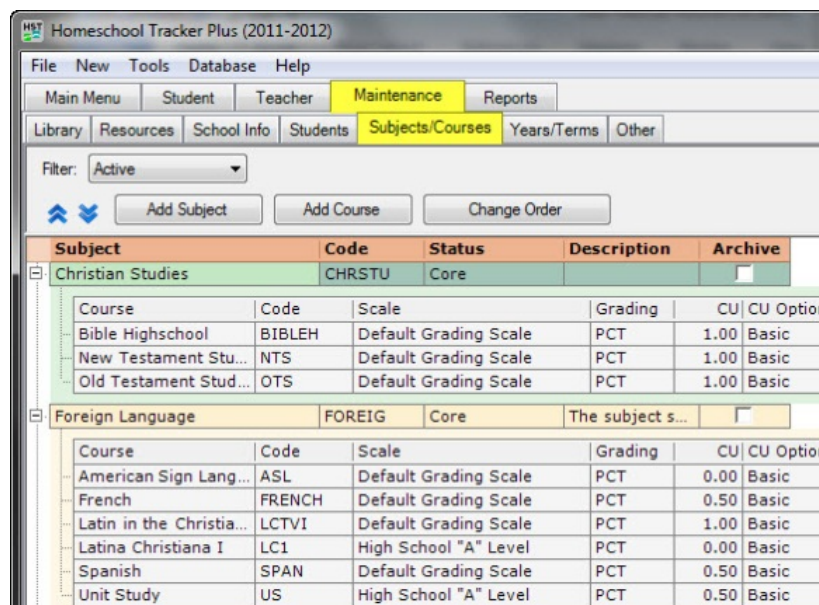 HST Homeschool Tracker Plus (2011-2012)
File New Tools Database Help
Main Menu Student Teacher Maintenance Reports
Library Resources School Info Students Subjects/Courses Years/Terms Other
Filter: Active
Add Subject Add Course Change Order
Subject Code Status Description Archive
Christian Studies CHRSTU Core
Course Code Scale Grading CU CU Optio
Bible Highschool BIBLEH Default Grading Scale PCT 1.00 Basic
New Testament Stu... NTS Default Grading Scale PCT 1.00 Basic
Old Testament Stud... OTS Default Grading Scale PCT 1.00 Basic
Foreign Language FOREIG Core The subject s...
Course Code Scale Grading CU CU Optio
American Sign Lang... ASL Default Grading Scale PCT 0.00 Basic
French FRENCH Default Grading Scale PCT 0.50 Basic
Latin in the Christia... LCTVI Default Grading Scale PCT 1.00 Basic
Latina Christiana I LC1 High School "A" Level PCT 0.00 Basic
Spanish SPAN Default Grading Scale PCT 0.50 Basic
Unit Study US High School "A" Level PCT 0.50 Basic